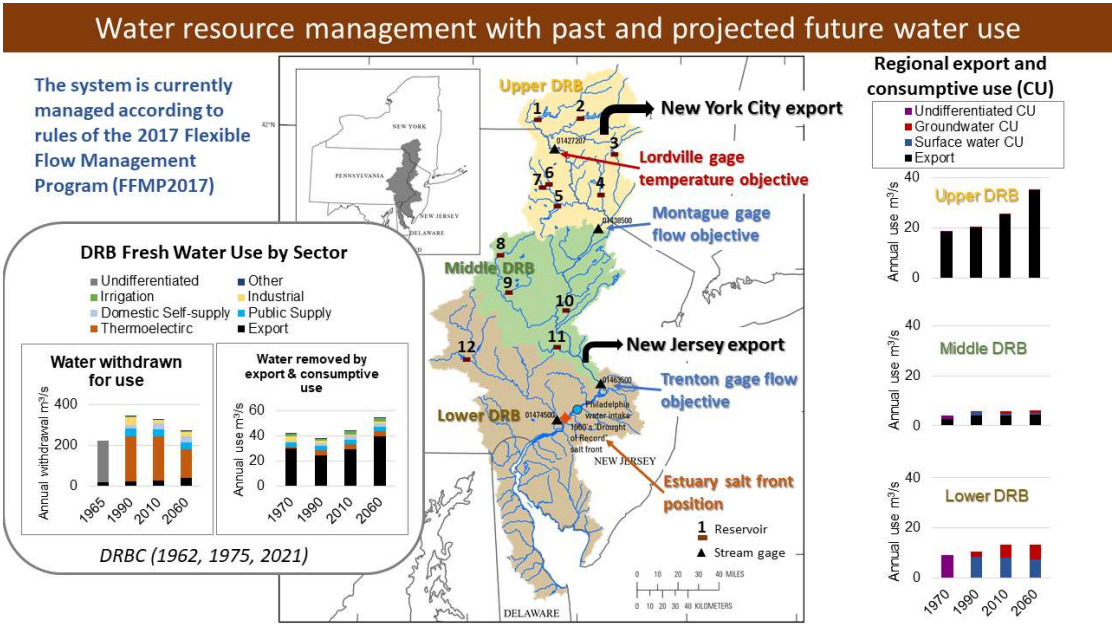 Water resource management with past and projected future water use
The system is currently
managed according to
rules of the 2017 Flexible
Flow Management
Program (FFMP2017)
DRB Fresh Water Use by Sector
Undifferentiated
Other
Irrigation
Industrial
Domestic Self-supply
Public Supply
Thermoelectirc
Export
Water withdrawn
for use
Annual withdrawal m³/s
400
200
0
1965
1990
2010
2060
Water removed by
export & consumptive
use
Annual use m³/s
60
40
20
0
1970
1990
2010
2060
DRBC (1962, 1975, 2021)
42°N
NEW YORK
PENNSYLVANIA
NEW JERSEY
DELAWARE
Upper DRB
1
2
New York City export
01427207
3
Lordville gage
temperature objective
7
6
4
5
01438500
Montague gage
flow objective
8
Middle DRB
9
10
11
New Jersey export
12
01463500
Trenton gage flow
objective
Lower DRB
01474500
Philadelphia
water intake
1960's "Drought
of Record"
salt front
NEW JERSEY
Estuary salt front
position
1 Reservoir
Stream gage
0 10 20 30 40 MILES
0 10 20 30 40 KILOMETERS
DELAWARE
Regional export and
consumptive use (CU)
Undifferentiated CU
Groundwater CU
Surface water CU
Export
Upper DRB
Annual use m³/s
40
20
0
Middle DRB
Annual use m³/s
40
20
0
Lower DRB
Annual use m³/s
40
20
0
1970
1990
2010
2060